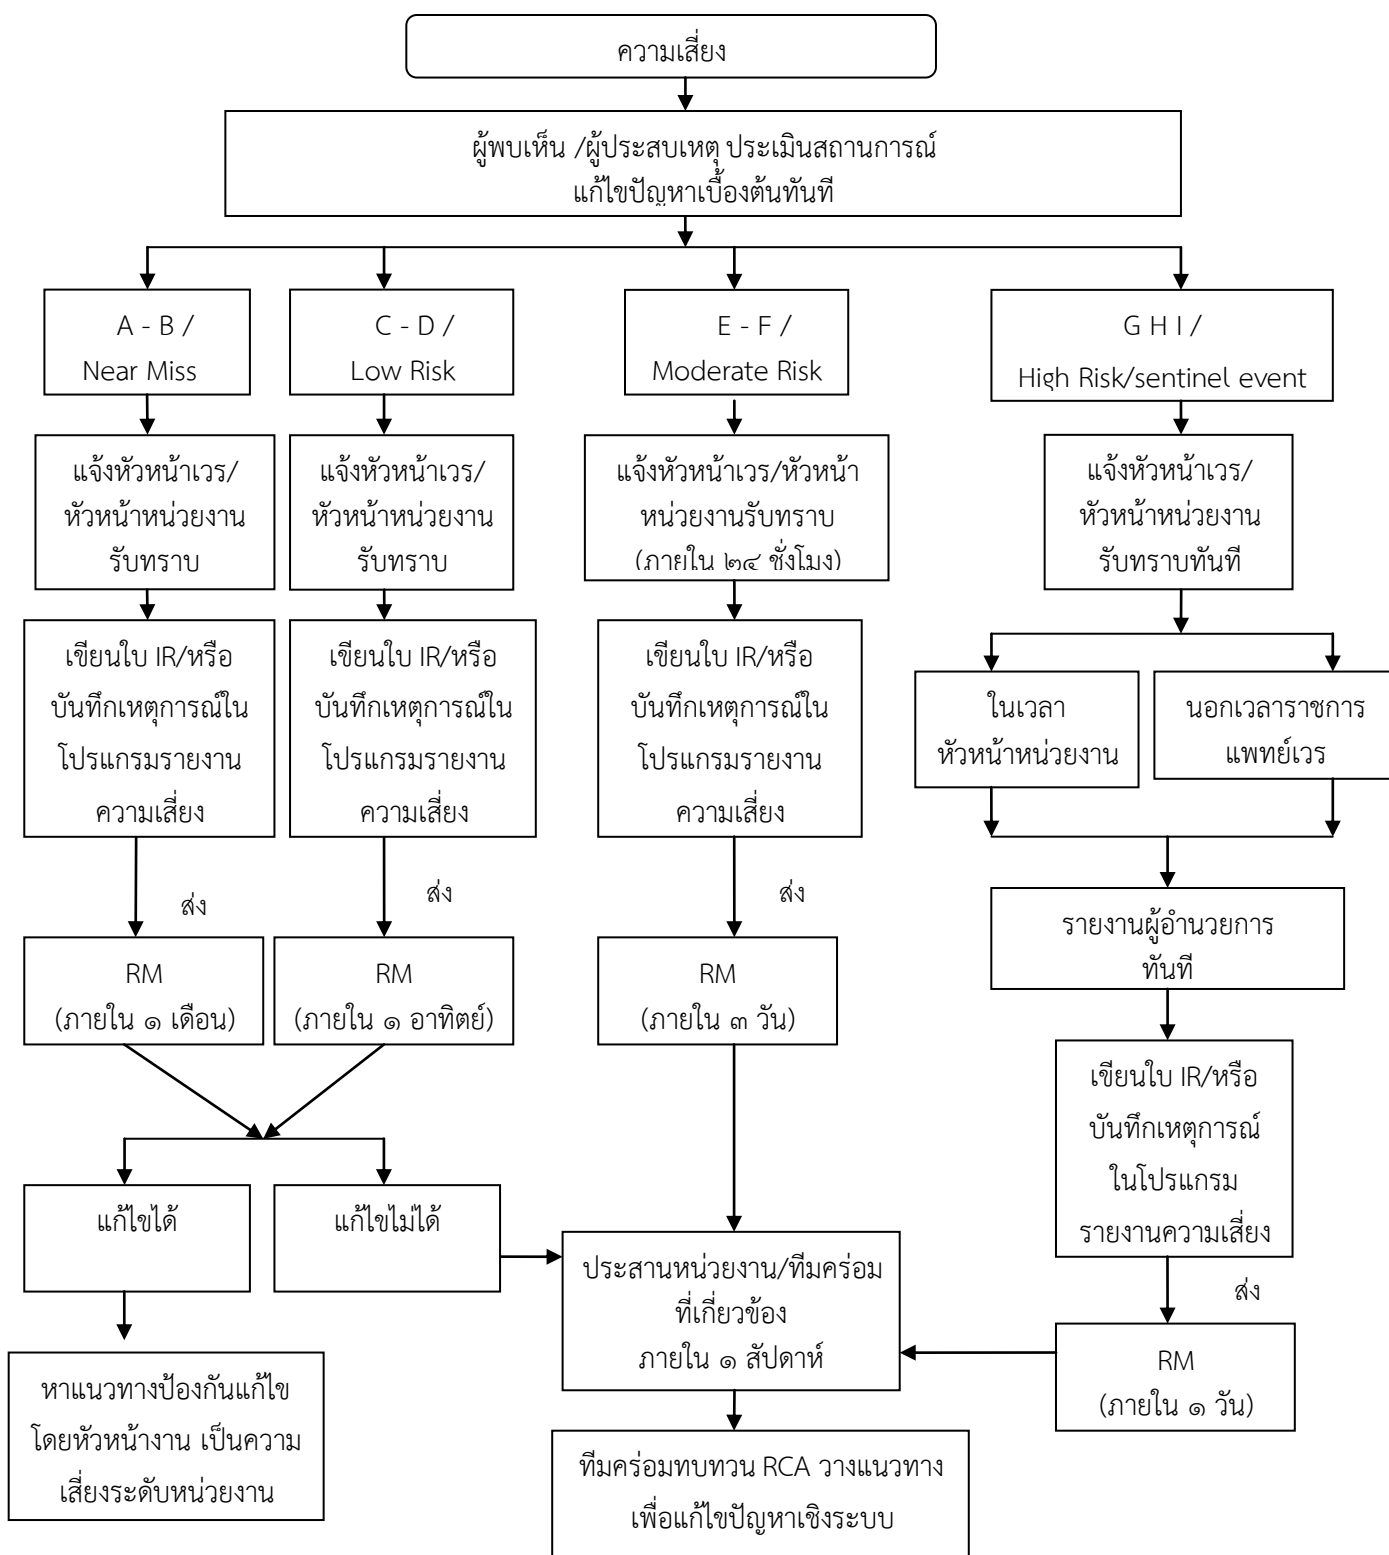 ความเสี่ยง
ผู้พบเห็น /ผู้ประสบเหตุ ประเมินสถานการณ์
แก้ไขปัญหาเบื้องต้นทันที
A - B /
Near Miss
C - D /
Low Risk
E - F /
Moderate Risk
G H I /
High Risk/sentinel event
แจ้งหัวหน้าเวร/
หัวหน้าหน่วยงาน
รับทราบ
แจ้งหัวหน้าเวร/
หัวหน้าหน่วยงาน
รับทราบ
แจ้งหัวหน้าเวร/หัวหน้า
หน่วยงานรับทราบ
(ภายใน ๒๔ ชั่งโมง)
แจ้งหัวหน้าเวร/
หัวหน้าหน่วยงาน
รับทราบทันที
เขียนใบ IR/หรือ
บันทึกเหตุการณ์ใน
โปรแกรมรายงาน
ความเสี่ยง
เขียนใบ IR/หรือ
บันทึกเหตุการณ์ใน
โปรแกรมรายงาน
ความเสี่ยง
เขียนใบ IR/หรือ
บันทึกเหตุการณ์ใน
โปรแกรมรายงาน
ความเสี่ยง
ในเวลา
หัวหน้าหน่วยงาน
นอกเวลาราชการ
แพทย์เวร
ส่ง
ส่ง
ส่ง
รายงานผู้อำนวยการ
ทันที
RM
(ภายใน ๑ เดือน)
RM
(ภายใน ๑ อาทิตย์)
RM
(ภายใน ๓ วัน)
เขียนใบ IR/หรือ
บันทึกเหตุการณ์
ในโปรแกรม
รายงานความเสี่ยง
แก้ไขได้
แก้ไขไม่ได้
ประสานหน่วยงาน/ทีมคร่อม
ที่เกี่ยวข้อง
ภายใน ๑ สัปดาห์
ส่ง
RM
(ภายใน ๑ วัน)
หาแนวทางป้องกันแก้ไข
โดยหัวหน้างาน เป็นความ
เสี่ยงระดับหน่วยงาน
ทีมคร่อมทบทวน RCA วางแนวทาง
เพื่อแก้ไขปัญหาเชิงระบบ